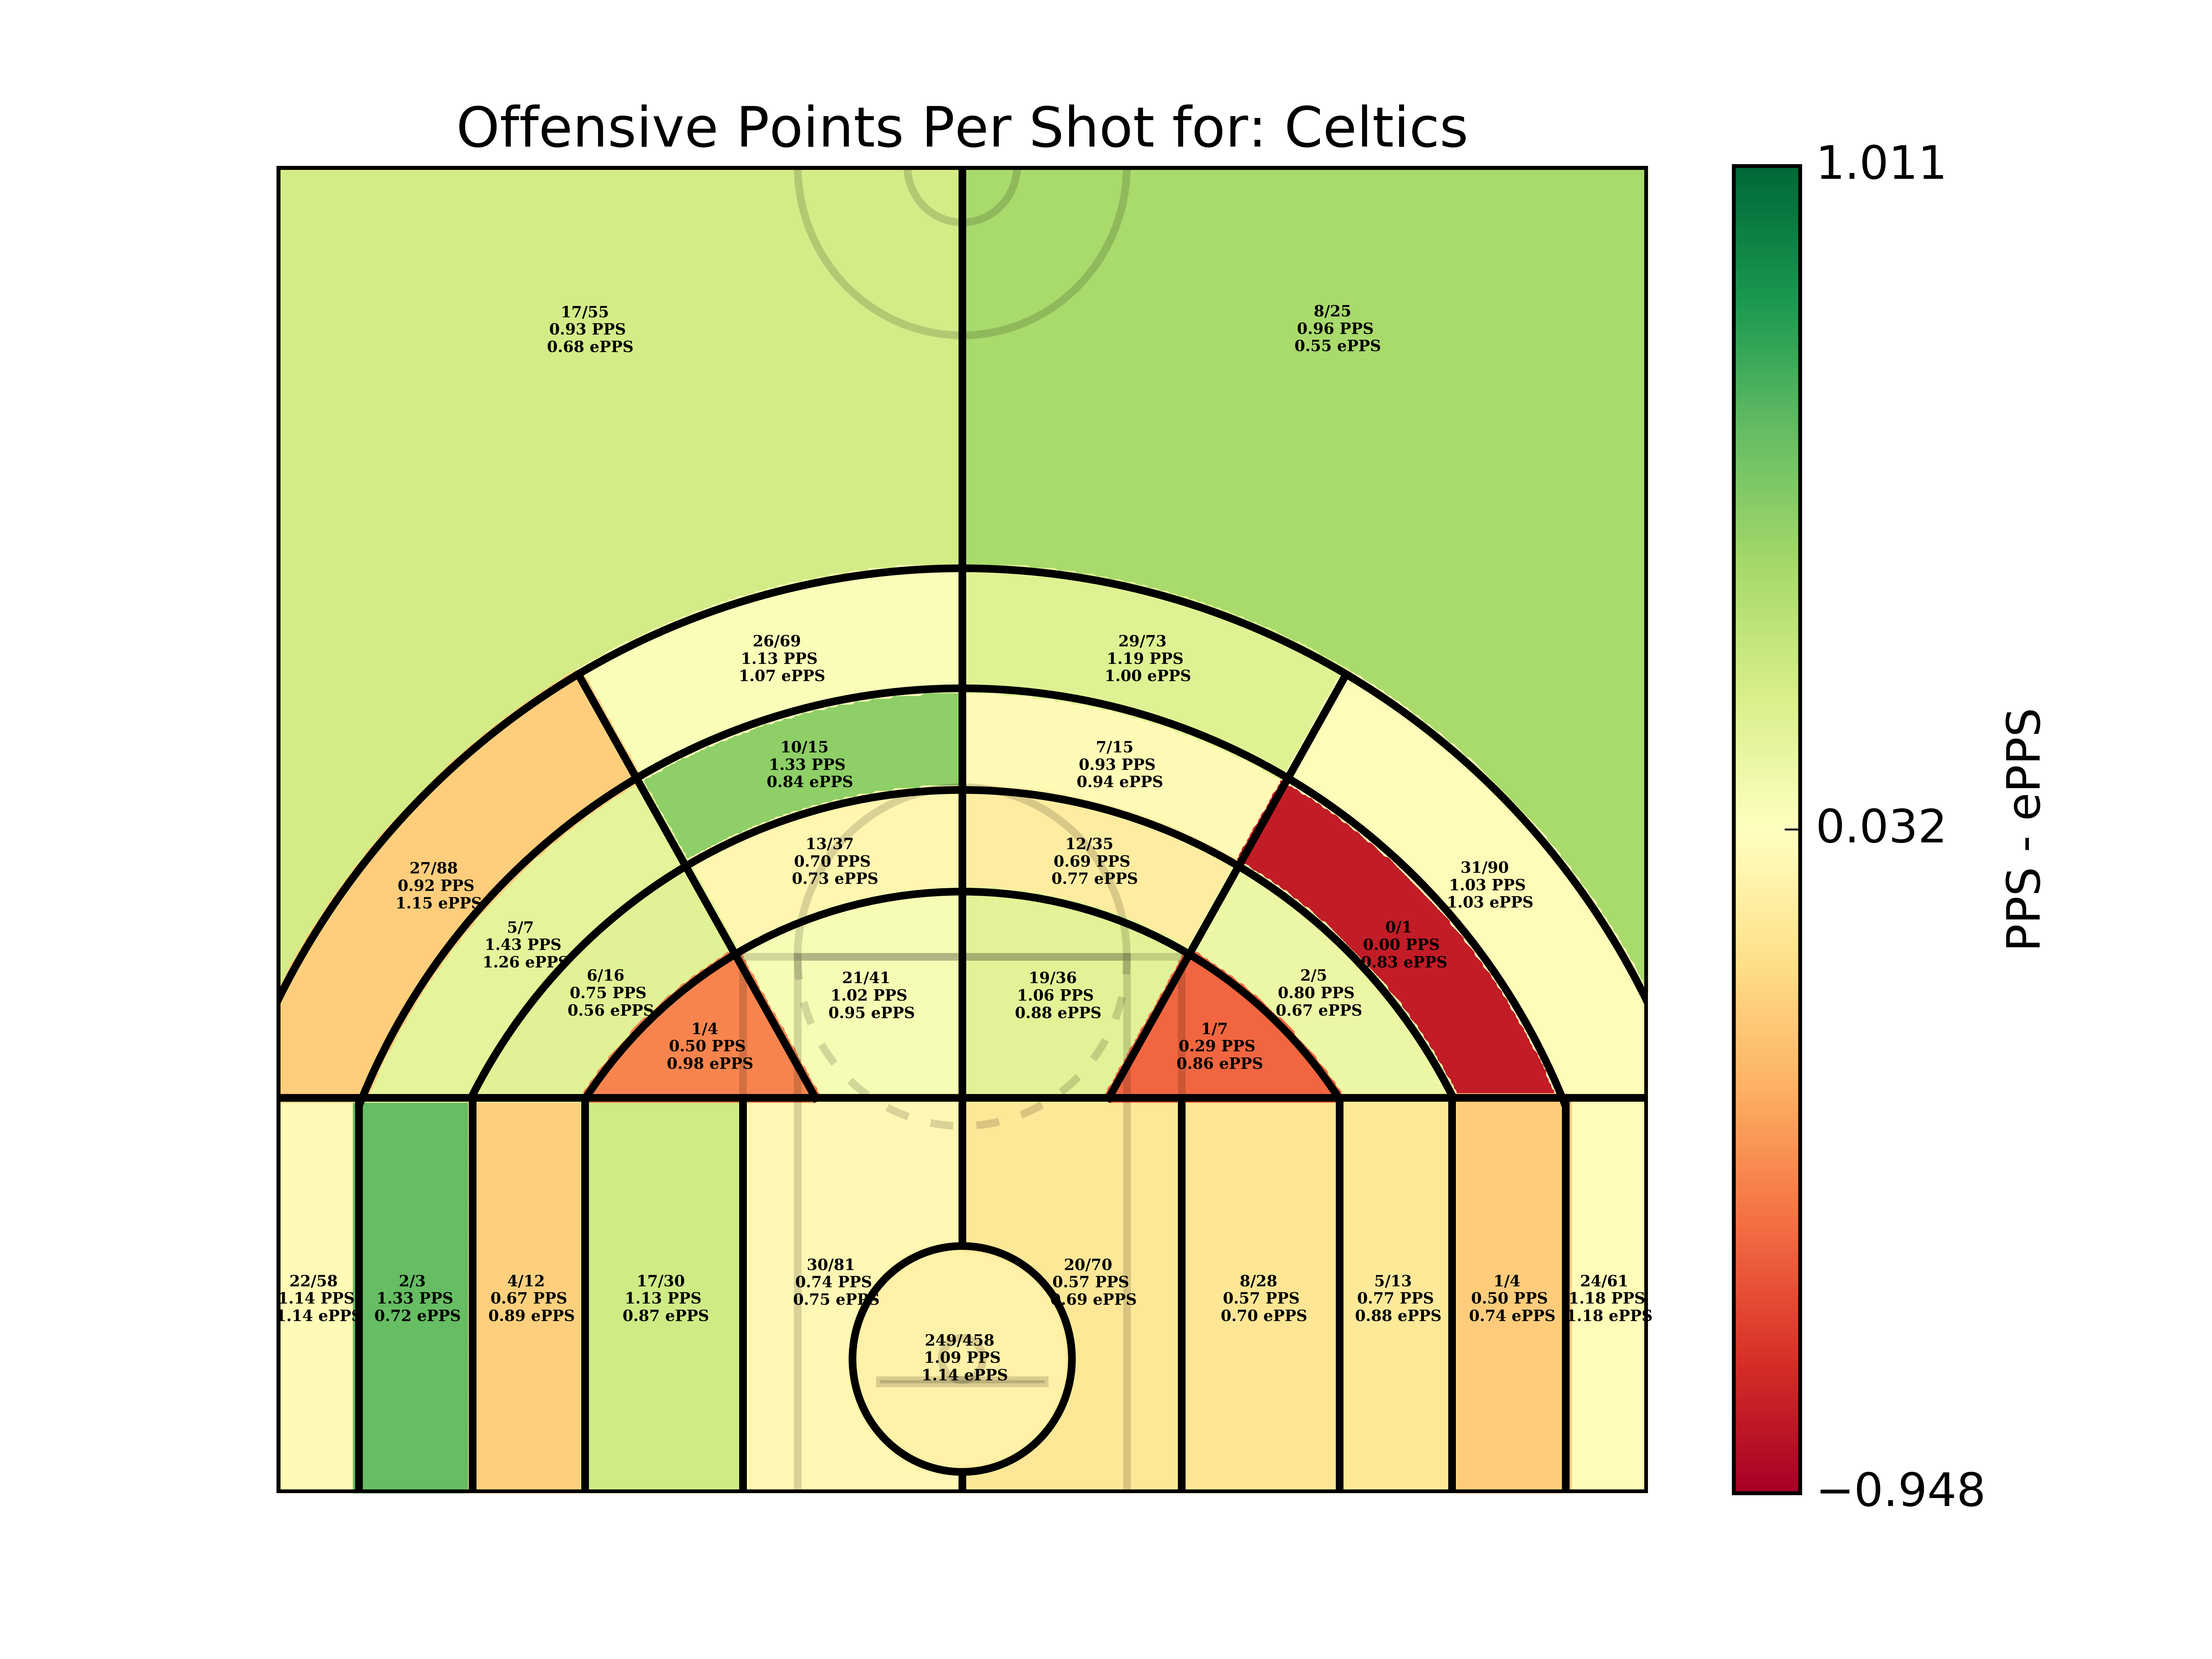 Offensive Points Per Shot for: Celtics
1.011
0.032
−0.948
PPS - ePPS
17/55
0.93 PPS
0.68 ePPS
8/25
0.96 PPS
0.55 ePPS
26/69
1.13 PPS
1.07 ePPS
29/73
1.19 PPS
1.00 ePPS
10/15
1.33 PPS
0.84 ePPS
7/15
0.93 PPS
0.94 ePPS
13/37
0.70 PPS
0.73 ePPS
12/35
0.69 PPS
0.77 ePPS
27/88
0.92 PPS
1.15 ePPS
31/90
1.03 PPS
1.03 ePPS
5/7
1.43 PPS
1.26 ePPS
0/1
0.00 PPS
0.83 ePPS
6/16
0.75 PPS
0.56 ePPS
21/41
1.02 PPS
0.95 ePPS
19/36
1.06 PPS
0.88 ePPS
2/5
0.80 PPS
0.67 ePPS
1/4
0.50 PPS
0.98 ePPS
1/7
0.29 PPS
0.86 ePPS
22/58
1.14 PPS
1.14 ePPS
2/3
1.33 PPS
0.72 ePPS
4/12
0.67 PPS
0.89 ePPS
17/30
1.13 PPS
0.87 ePPS
30/81
0.74 PPS
0.75 ePPS
20/70
0.57 PPS
0.69 ePPS
8/28
0.57 PPS
0.70 ePPS
5/13
0.77 PPS
0.88 ePPS
1/4
0.50 PPS
0.74 ePPS
24/61
1.18 PPS
1.18 ePPS
249/458
1.09 PPS
1.14 ePPS